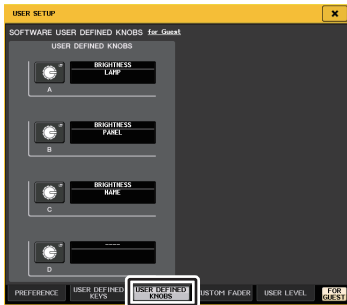 USER SETUP
SOFTWARE USER DEFINED KNOBS for Guest
USER DEFINED KNOBS
BRIGHTNESS
LAMP
A
BRIGHTNESS
PANEL
B
BRIGHTNESS
NAME
C
----
D
PREFERENCE
USER DEFINED
KEYS
USER DEFINED
KNOBS
CUSTOM FADER
USER LEVEL
FOR
GUEST